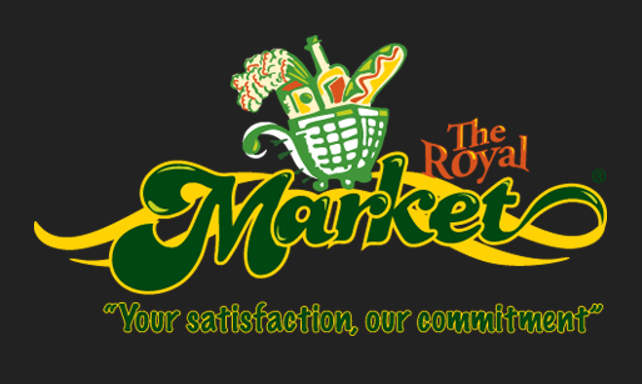 The
Royal
Market ®
“Your satisfaction, our commitment”